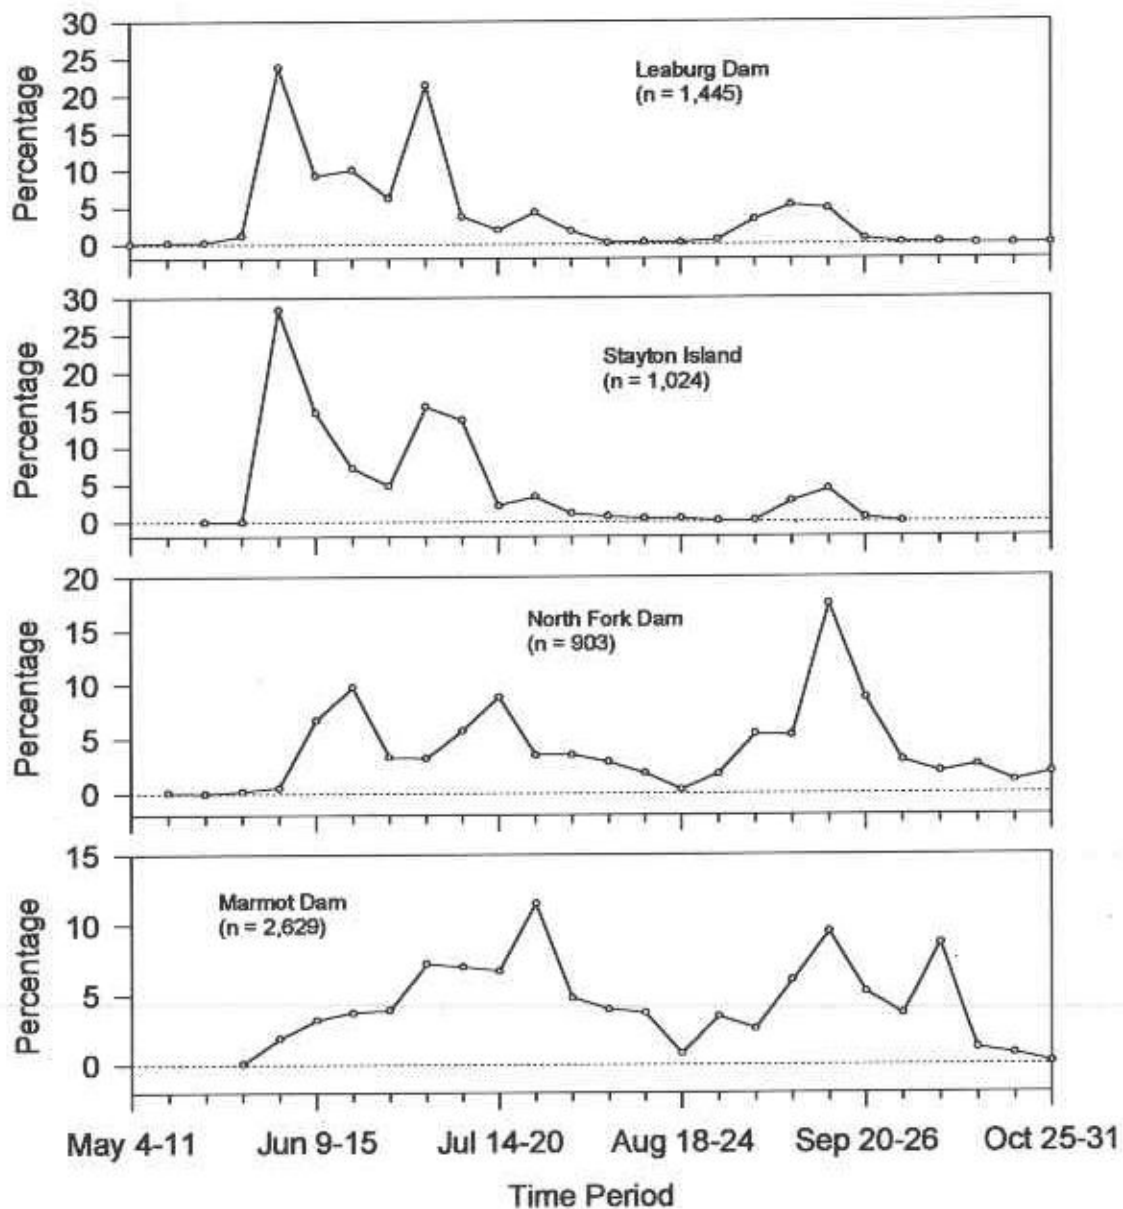 30
25
20
15
10
5
0
Percentage
Leaburg Dam
(n = 1,445)
30
25
20
15
10
5
0
Percentage
Stayton Island
(n = 1,024)
20
15
10
5
0
Percentage
North Fork Dam
(n = 903)
15
10
5
0
Percentage
Marmot Dam
(n = 2,629)
May 4-11 Jun 9-15 Jul 14-20 Aug 18-24 Sep 20-26 Oct 25-31
Time Period